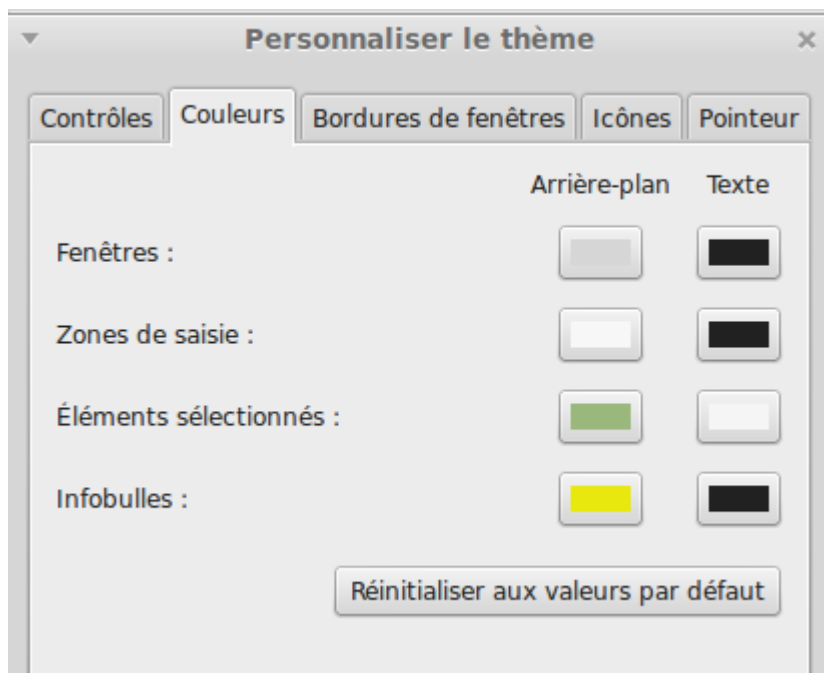 Personnaliser le thème
Contrôles Couleurs Bordures de fenêtres Icônes Pointeur
Arrière-plan Texte
Fenêtres :
Zones de saisie :
Éléments sélectionnés :
Infobulles :
Réinitialiser aux valeurs par défaut